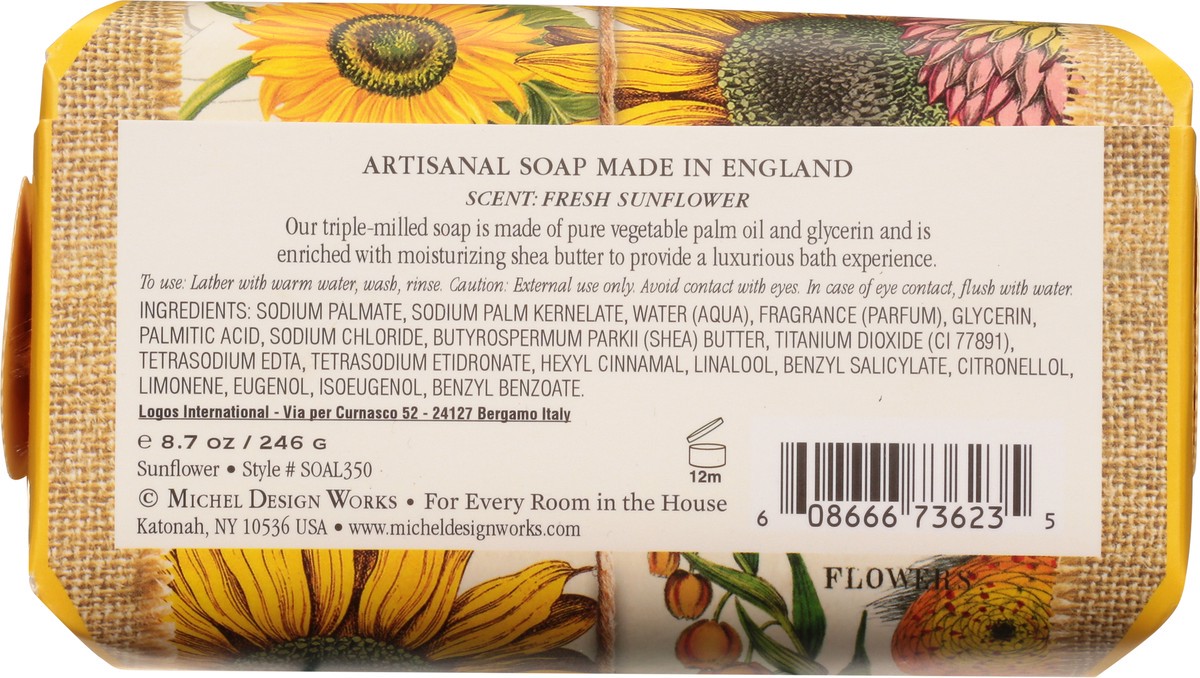 ARTISANAL SOAP MADE IN ENGLAND
SCENT: FRESH SUNFLOWER
Our triple-milled soap is made of pure vegetable palm oil and glycerin and is
enriched with moisturizing shea butter to provide a luxurious bath experience.
To use: Lather with warm water, wash, rinse. Caution: External use only. Avoid contact with eyes. In case of eye contact, flush with water.
INGREDIENTS: SODIUM PALMATE, SODIUM PALM KERNELATE, WATER (AQUA), FRAGRANCE (PARFUM), GLYCERIN,
PALMITIC ACID, SODIUM CHLORIDE, BUTYROSPERMUM PARKII (SHEA) BUTTER, TITANIUM DIOXIDE (CI 77891),
TETRASODIUM EDTA, TETRASODIUM ETIDRONATE, HEXYL CINNAMAL, LINALOOL, BENZYL SALICYLATE, CITRONELLOL,
LIMONENE, EUGENOL, ISOEUGENOL, BENZYL BENZOATE.
Logos International - Via per Curnasco 52 - 24127 Bergamo Italy
℮ 8.7 OZ / 246 G
Sunflower • Style # SOAL350
12m
© MICHEL DESIGN WORKS • For Every Room in the House
Katonah, NY 10536 USA • www.micheldesignworks.com
6 08666 73623 5
FLOWERS